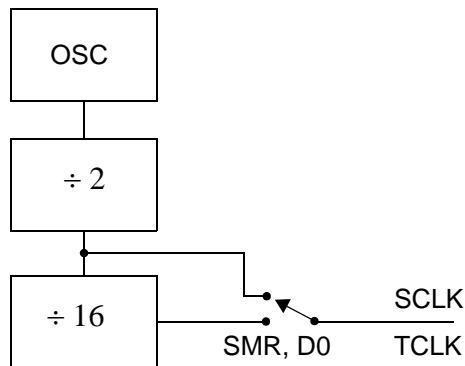 OSC
÷ 2
÷ 16
SCLK
SMR, D0
TCLK